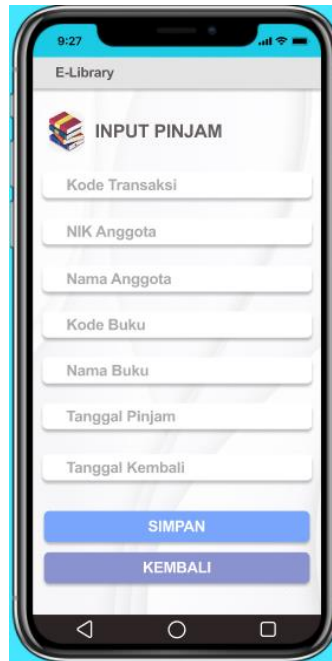 9:27
E-Library
INPUT PINJAM
Kode Transaksi
NIK Anggota
Nama Anggota
Kode Buku
Nama Buku
Tanggal Pinjam
Tanggal Kembali
SIMPAN
KEMBALI